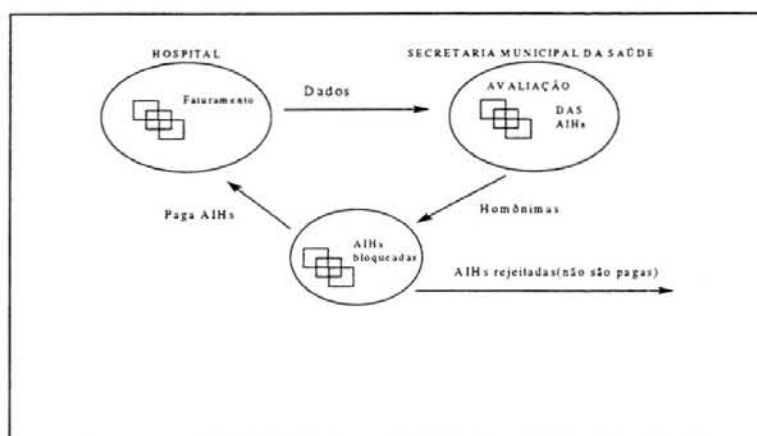 HOSPITAL
SECRETARIA MUNICIPAL DA SAÚDE
Faturamento
Dados
AVALIAÇÃO
DAS
AIHs
Paga AIHs
Homônimas
AIHs
bloqueadas
AIHs rejeitadas(não são pagas)